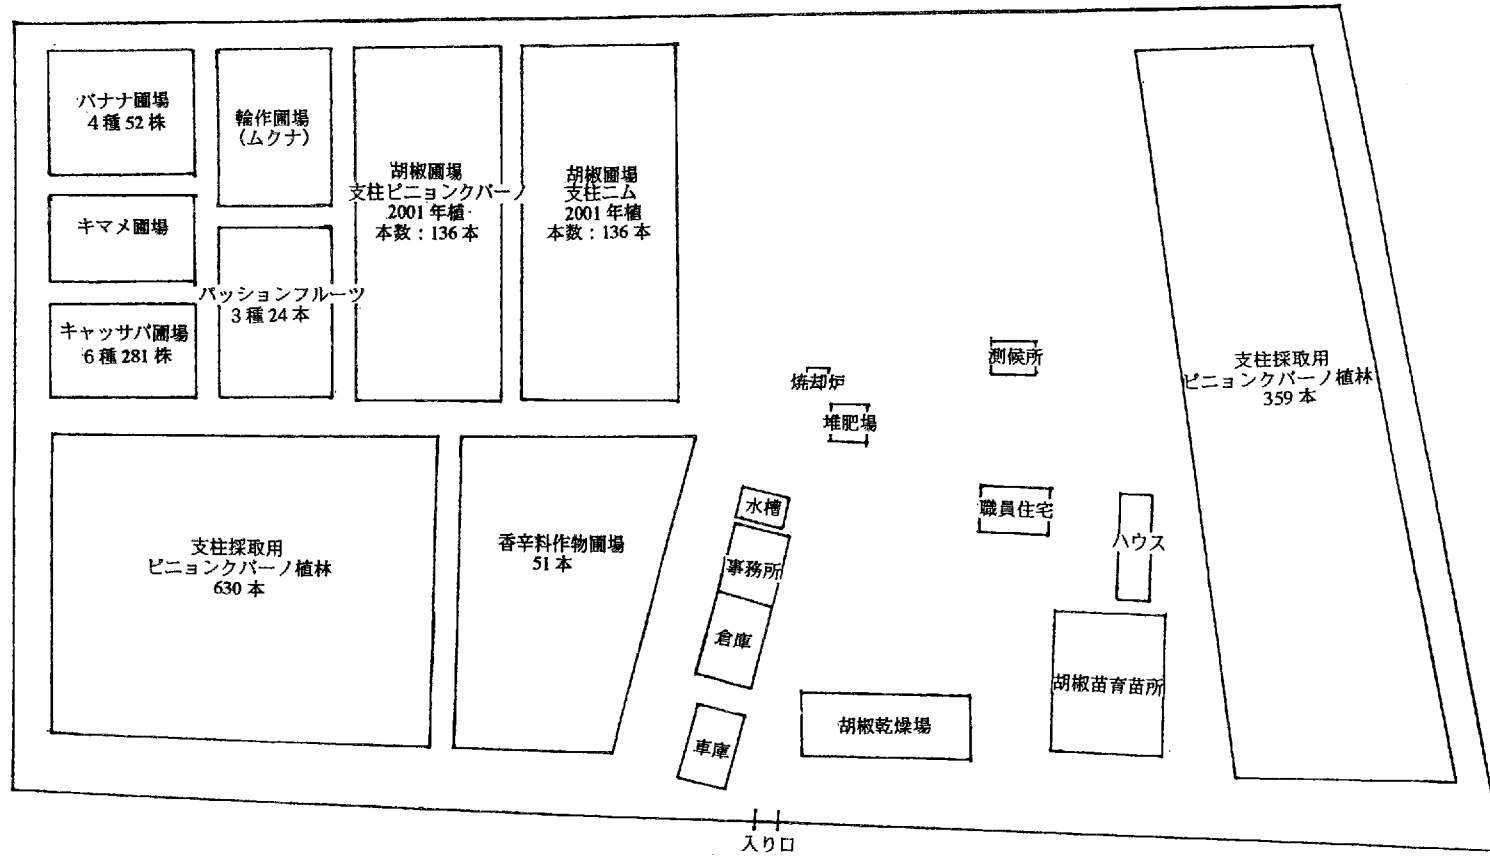 バナナ圃場
4種52株
輪作圃場
(ムクナ)
胡椒圃場
支柱ピニョンクバーノ
2001年植
本数：136本
胡椒圃場
支柱ニム
2001年植
本数：136本
キマメ圃場
パッションフルーツ
3種24本
キャッサバ圃場
6種281株
測候所
焼却炉
堆肥場
支柱採取用
ピニョンクバーノ植林
359本
支柱採取用
ピニョンクバーノ植林
630本
香辛料作物圃場
51本
水槽
事務所
倉庫
車庫
職員住宅
ハウス
胡椒苗育苗所
胡椒乾燥場
入り口